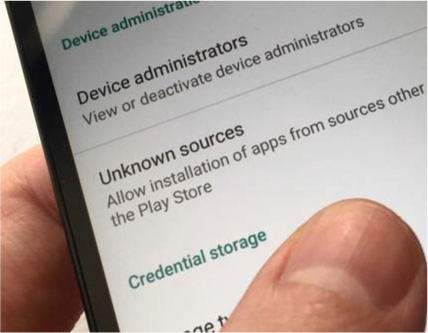 Device
Device administrators
View or deactivate device administrators
Unknown sources
Allow installation of apps from sources other
the Play Store
Credential storage